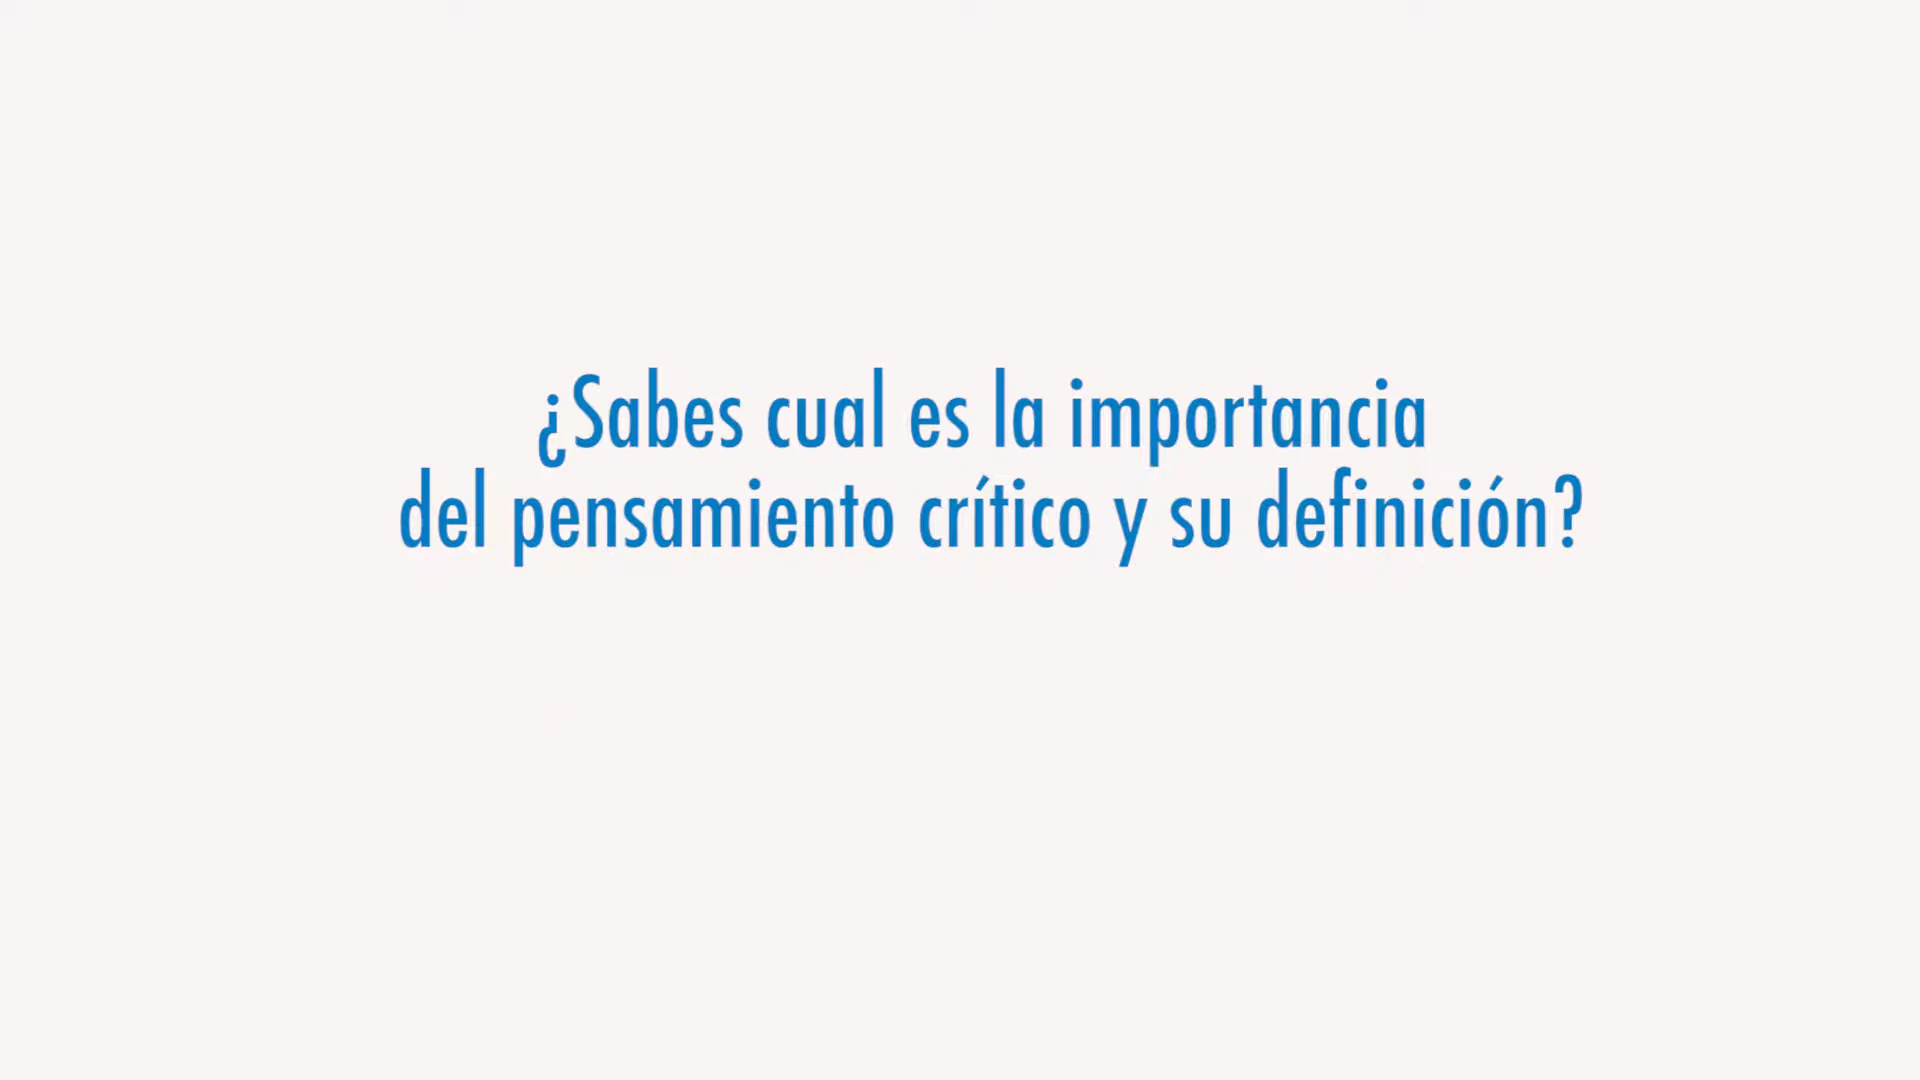 ¿Sabes cual es la importancia
del pensamiento crítico y su definición?